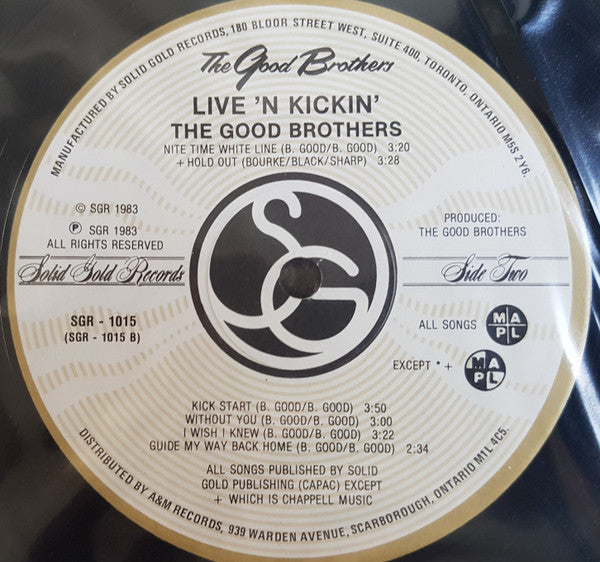 MANUFACTURED BY SOLID GOLD RECORDS, 180 BLOOR STREET WEST, SUITE 400, TORONTO, ONTARIO M5S 2Y6.
The Good Brothers
LIVE 'N KICKIN'
THE GOOD BROTHERS
NITE TIME WHITE LINE (B. GOOD/B. GOOD) 3:20
+ HOLD OUT (BOURKE/BLACK/SHARP) 3:28
© SGR 1983
℗ SGR 1983
ALL RIGHTS RESERVED
Solid Gold Records
SGR - 1015
(SGR - 1015 B)
SG
PRODUCED:
THE GOOD BROTHERS
Side Two
ALL SONGS MAPL
EXCEPT * + MAPL
KICK START (B. GOOD/B. GOOD) 3:50
WITHOUT YOU (B. GOOD/B. GOOD) 3:00
I WISH I KNEW (B. GOOD/B. GOOD) 3:22
GUIDE MY WAY BACK HOME (B. GOOD/B. GOOD) 2:34
ALL SONGS PUBLISHED BY SOLID
GOLD PUBLISHING (CAPAC) EXCEPT
+ WHICH IS CHAPPELL MUSIC
DISTRIBUTED BY A&M RECORDS, 939 WARDEN AVENUE, SCARBOROUGH, ONTARIO M1L 4C5.